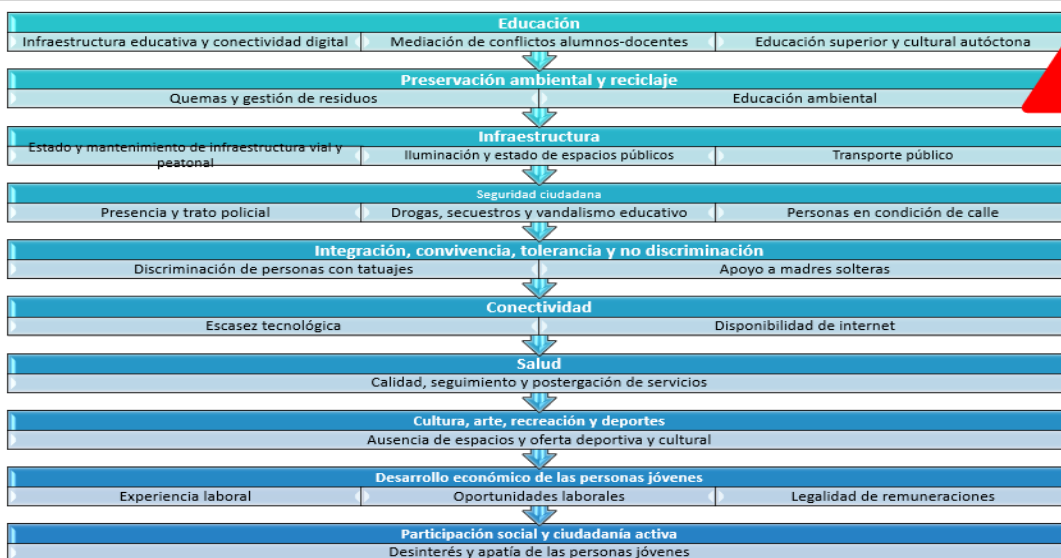 Educación
Infraestructura educativa y conectividad digital
Mediación de conflictos alumnos-docentes
Educación superior y cultural autóctona
Preservación ambiental y reciclaje
Quemas y gestión de residuos
Educación ambiental
Infraestructura
Estado y mantenimiento de infraestructura vial y
peatonal
Iluminación y estado de espacios públicos
Transporte público
Seguridad ciudadana
Presencia y trato policial
Drogas, secuestros y vandalismo educativo
Personas en condición de calle
Integración, convivencia, tolerancia y no discriminación
Discriminación de personas con tatuajes
Apoyo a madres solteras
Conectividad
Escasez tecnológica
Disponibilidad de internet
Salud
Calidad, seguimiento y postergación de servicios
Cultura, arte, recreación y deportes
Ausencia de espacios y oferta deportiva y cultural
Desarrollo económico de las personas jóvenes
Experiencia laboral
Oportunidades laborales
Legalidad de remuneraciones
Participación social y ciudadanía activa
Desinterés y apatía de las personas jóvenes